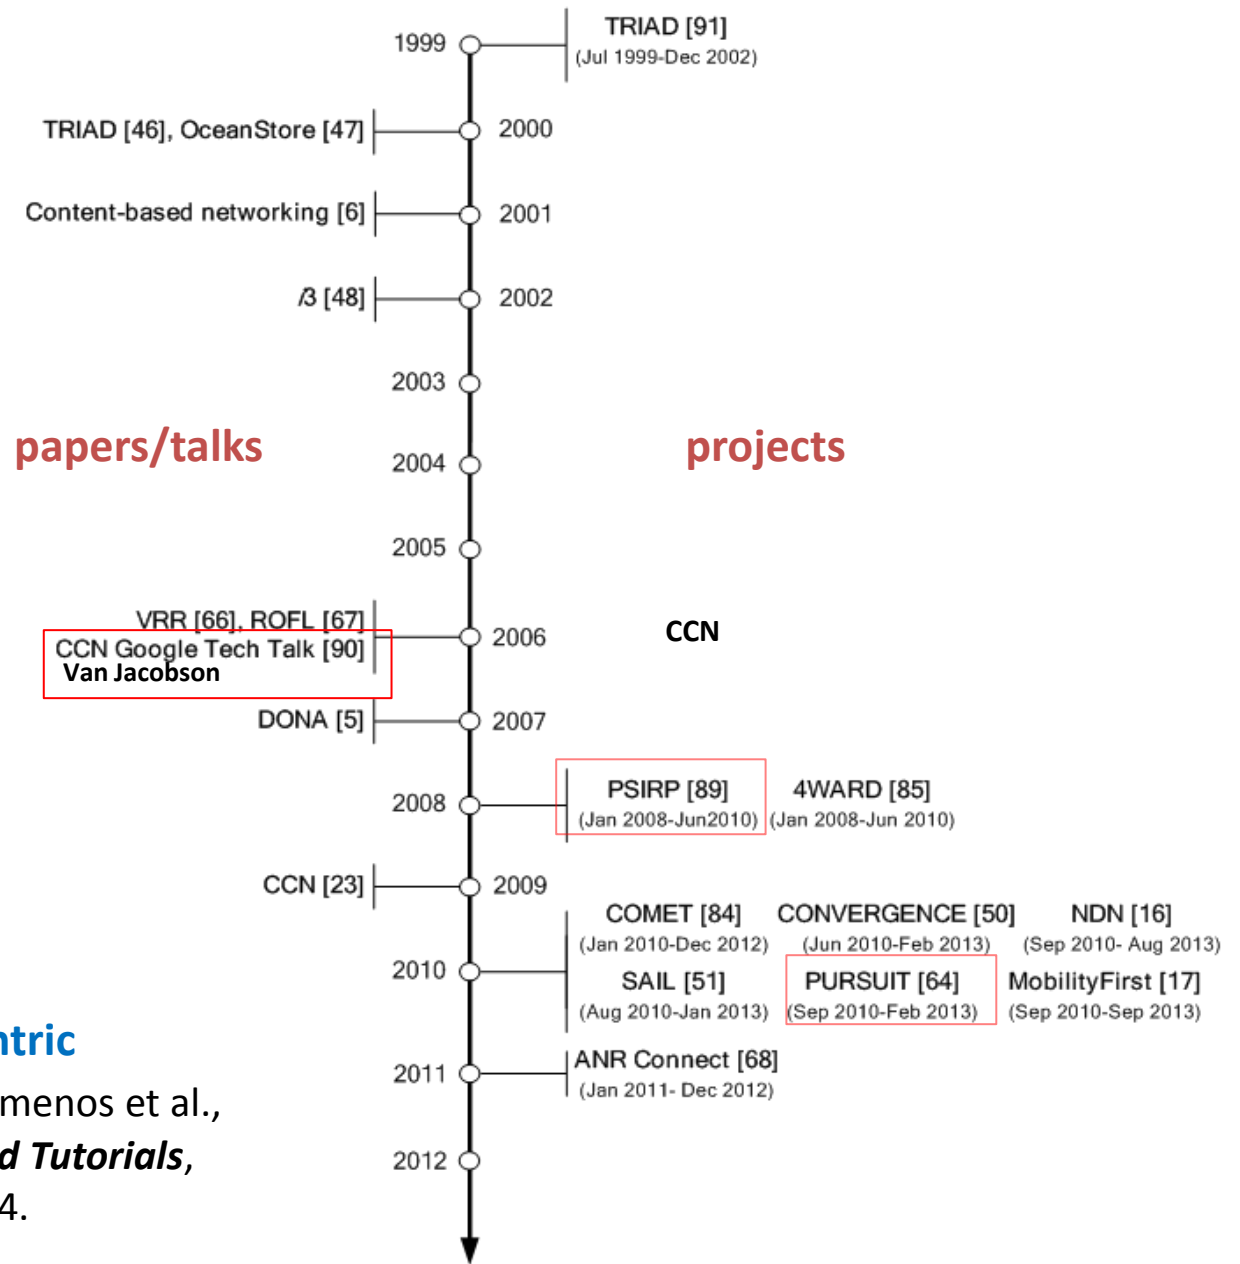 TRIAD [91]
1999
(Jul 1999-Dec 2002)
TRIAD [46], OceanStore [47]
2000
Content-based networking [6]
2001
i3 [48]
2002
2003
papers/talks
projects
2004
2005
VRR [66], ROFL [67]
2006
CCN
CCN Google Tech Talk [90]
Van Jacobson
DONA [5]
2007
PSIRP [89] 4WARD [85]
2008
(Jan 2008-Jun2010) (Jan 2008-Jun 2010)
CCN [23]
2009
COMET [84] CONVERGENCE [50] NDN [16]
(Jan 2010-Dec 2012) (Jun 2010-Feb 2013) (Sep 2010- Aug 2013)
2010
SAIL [51] PURSUIT [64] MobilityFirst [17]
(Aug 2010-Jan 2013) (Sep 2010-Feb 2013) (Sep 2010-Sep 2013)
ntric
ANR Connect [68]
2011
(Jan 2011- Dec 2012)
menos et al.,
d Tutorials,
2012
4.